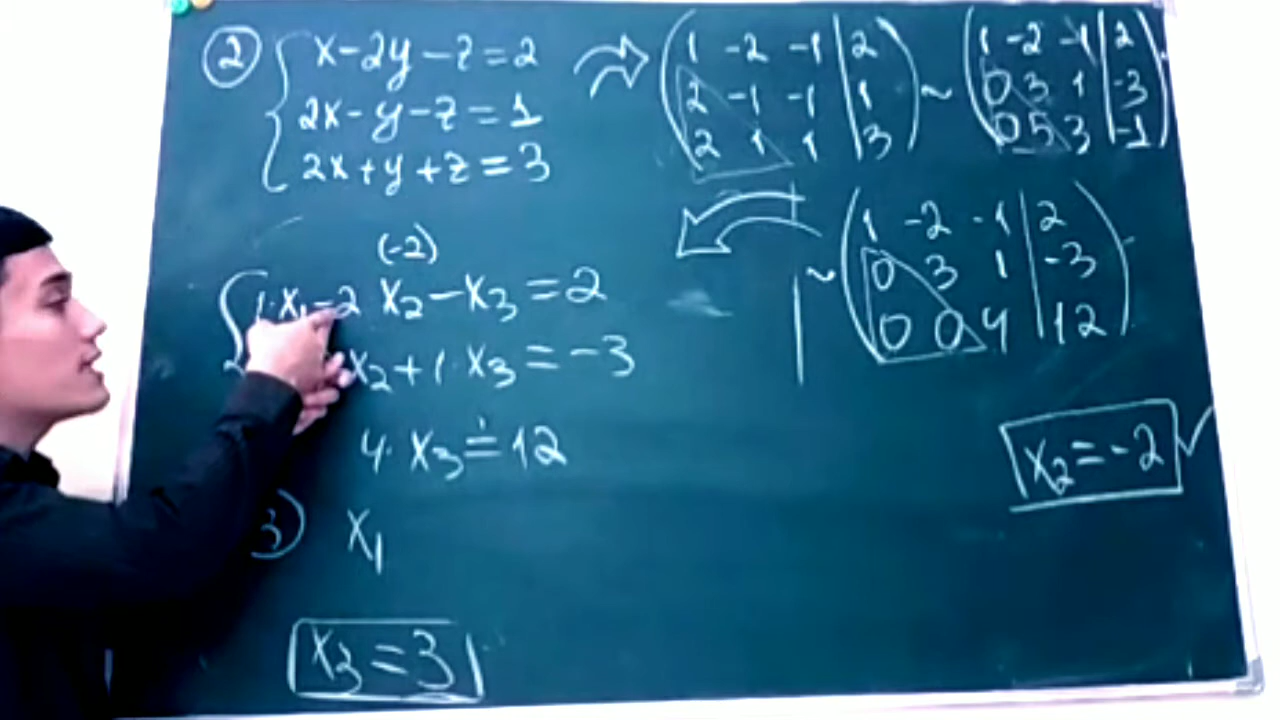 ② x-2y-z=2
2x-y-z=1
2x+y+z=3
1 -2 -1 | 2
2 -1 -1 | 1
2 1 1 | 3
~
1 -2 -1 | 2
0 3 1 | -3
0 5 3 | -1
~
1 -2 -1 | 2
0 3 1 | -3
0 0 4 | 12
(-2)
1·x₁-2 x₂-x₃=2
x₂+1·x₃=-3
4·x₃=12
3) x₁
x₃=3
x₂=-2 ✓